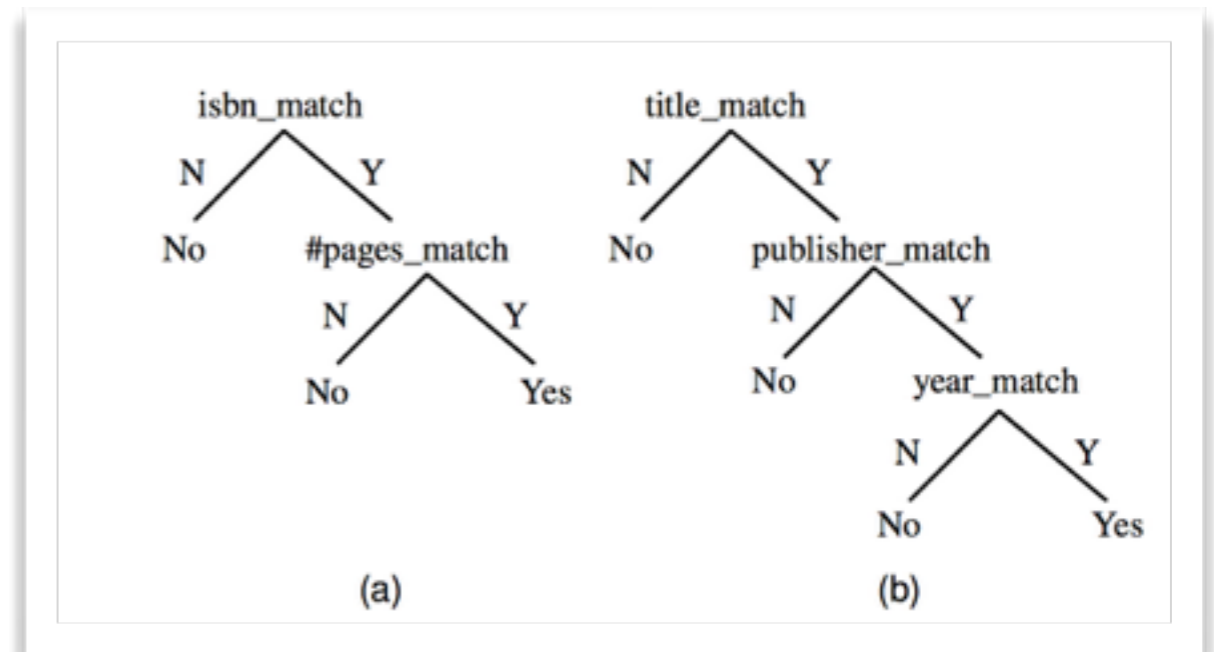 isbn_match
N Y
No #pages_match
N Y
No Yes
(a)
title_match
N Y
No publisher_match
N Y
No year_match
N Y
No Yes
(b)